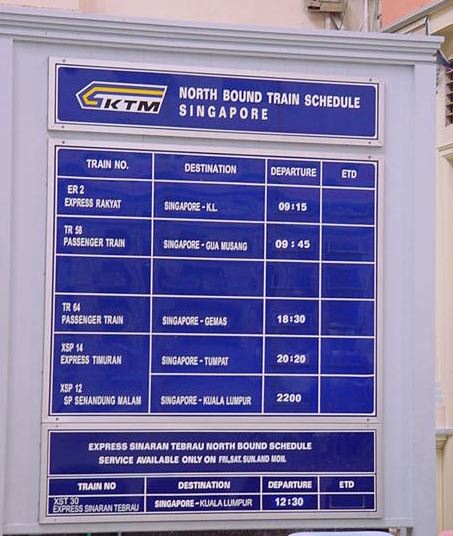 KTM
NORTH BOUND TRAIN SCHEDULE
SINGAPORE
TRAIN NO. DESTINATION DEPARTURE ETD
ER 2
EXPRESS RAKYAT SINGAPORE - K.L. 09:15
TR 58
PASSENGER TRAIN SINGAPORE - GUA MUSANG 09:45
TR 64
PASSENGER TRAIN SINGAPORE - GEMAS 18:30
XSP 14
EXPRESS TIMURAN SINGAPORE - TUMPAT 20:20
XSP 12
SP SENANDUNG MALAM SINGAPORE - KUALA LUMPUR 2200
EXPRESS SINARAN TEBRAU NORTH BOUND SCHEDULE
SERVICE AVAILABLE ONLY ON FRI,SAT.SUN.AND MON.
TRAIN NO DESTINATION DEPARTURE ETD
XST 30
EXPRESS SINARAN TEBRAU SINGAPORE - KUALA LUMPUR 12:30